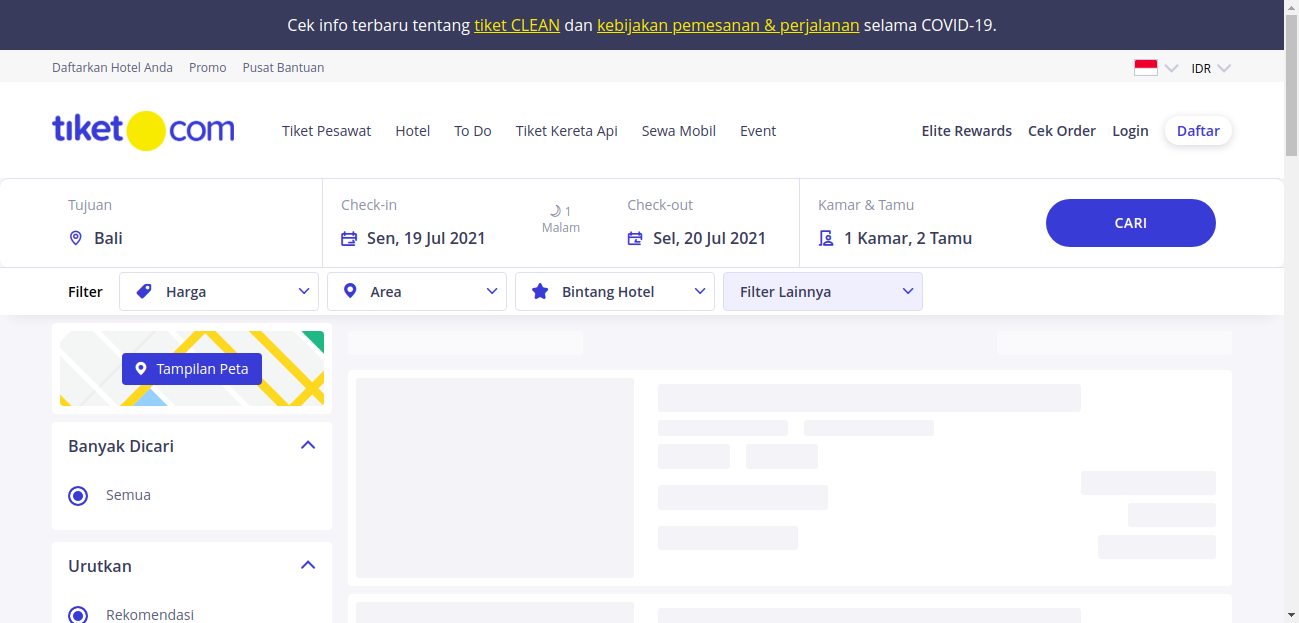 Cek info terbaru tentang tiket CLEAN dan kebijakan pemesanan & perjalanan selama COVID-19.
Daftarkan Hotel Anda Promo Pusat Bantuan IDR
tiket com Tiket Pesawat Hotel To Do Tiket Kereta Api Sewa Mobil Event Elite Rewards Cek Order Login Daftar
Tujuan Check-in 1 Malam Check-out Kamar & Tamu
Bali Sen, 19 Jul 2021 Sel, 20 Jul 2021 1 Kamar, 2 Tamu CARI
Filter Harga Area Bintang Hotel Filter Lainnya
Tampilan Peta
Banyak Dicari
Semua
Urutkan
Rekomendasi